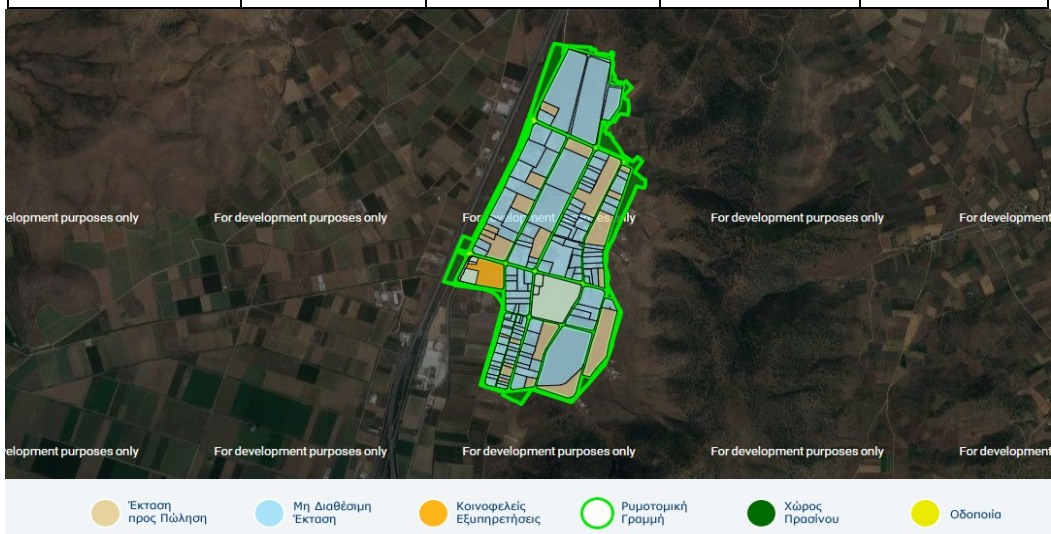 velopment purposes only For development purposes only For development purposes only For development purposes only For development
velopment purposes only For development purposes only For development purposes only For development purposes only For development
Έκταση
προς Πώληση
Μη Διαθέσιμη
Έκταση
Κοινοφελείς
Εξυπηρετήσεις
Ρυμοτομική
Γραμμή
Χώρος
Πρασίνου
Οδοποιία